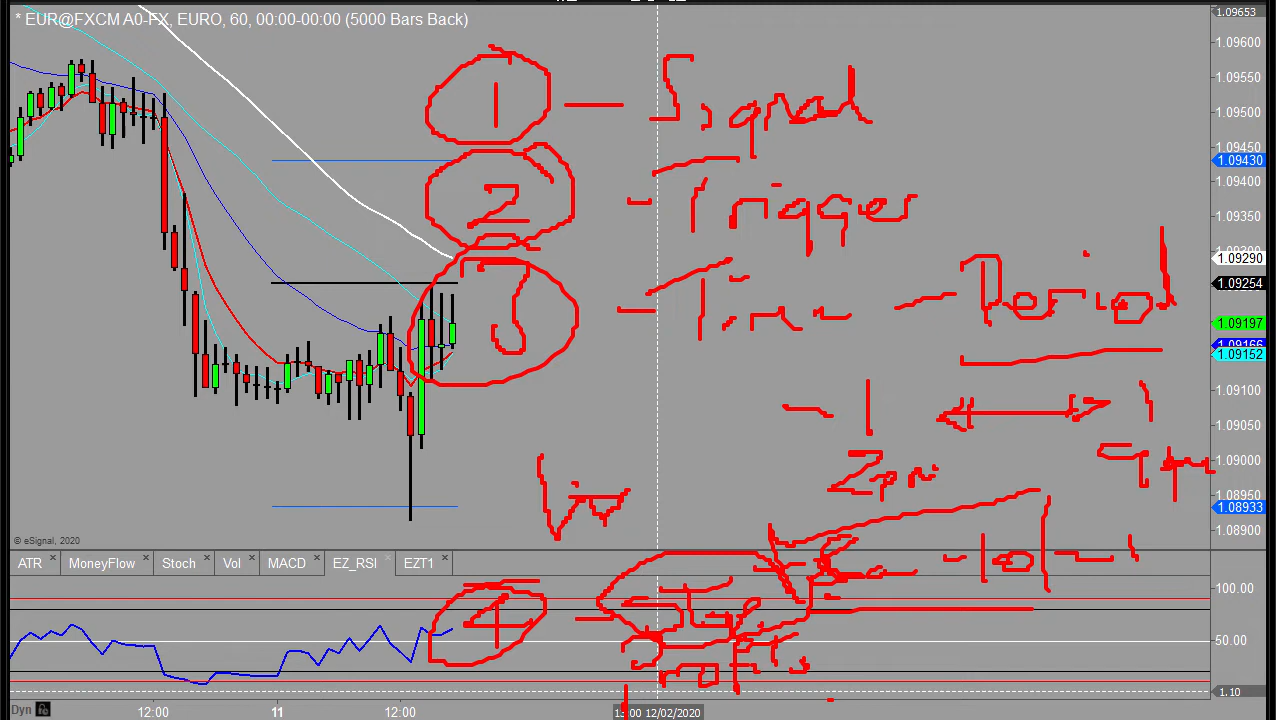 * EUR@FXCM A0-FX, EURO, 60, 00:00-00:00 (5000 Bars Back)
1.09653
1.09600
1.09550
1.09500
1.09450
1.09430
1.09400
1.09350
1.09290
1.09254
1.09197
1.09152
1.09100
1.09050
1.09000
1.08950
1.08933
1.08900
1 - Signal
2 - Trigger
3 - Time - Period
- 1
2pm
9pm
© eSignal, 2020
ATR MoneyFlow Stoch Vol MACD EZ_RSI EZT1
100.00
50.00
1.10
4 -
Profits
Dyn
12:00 11 12:00 12/02/2020